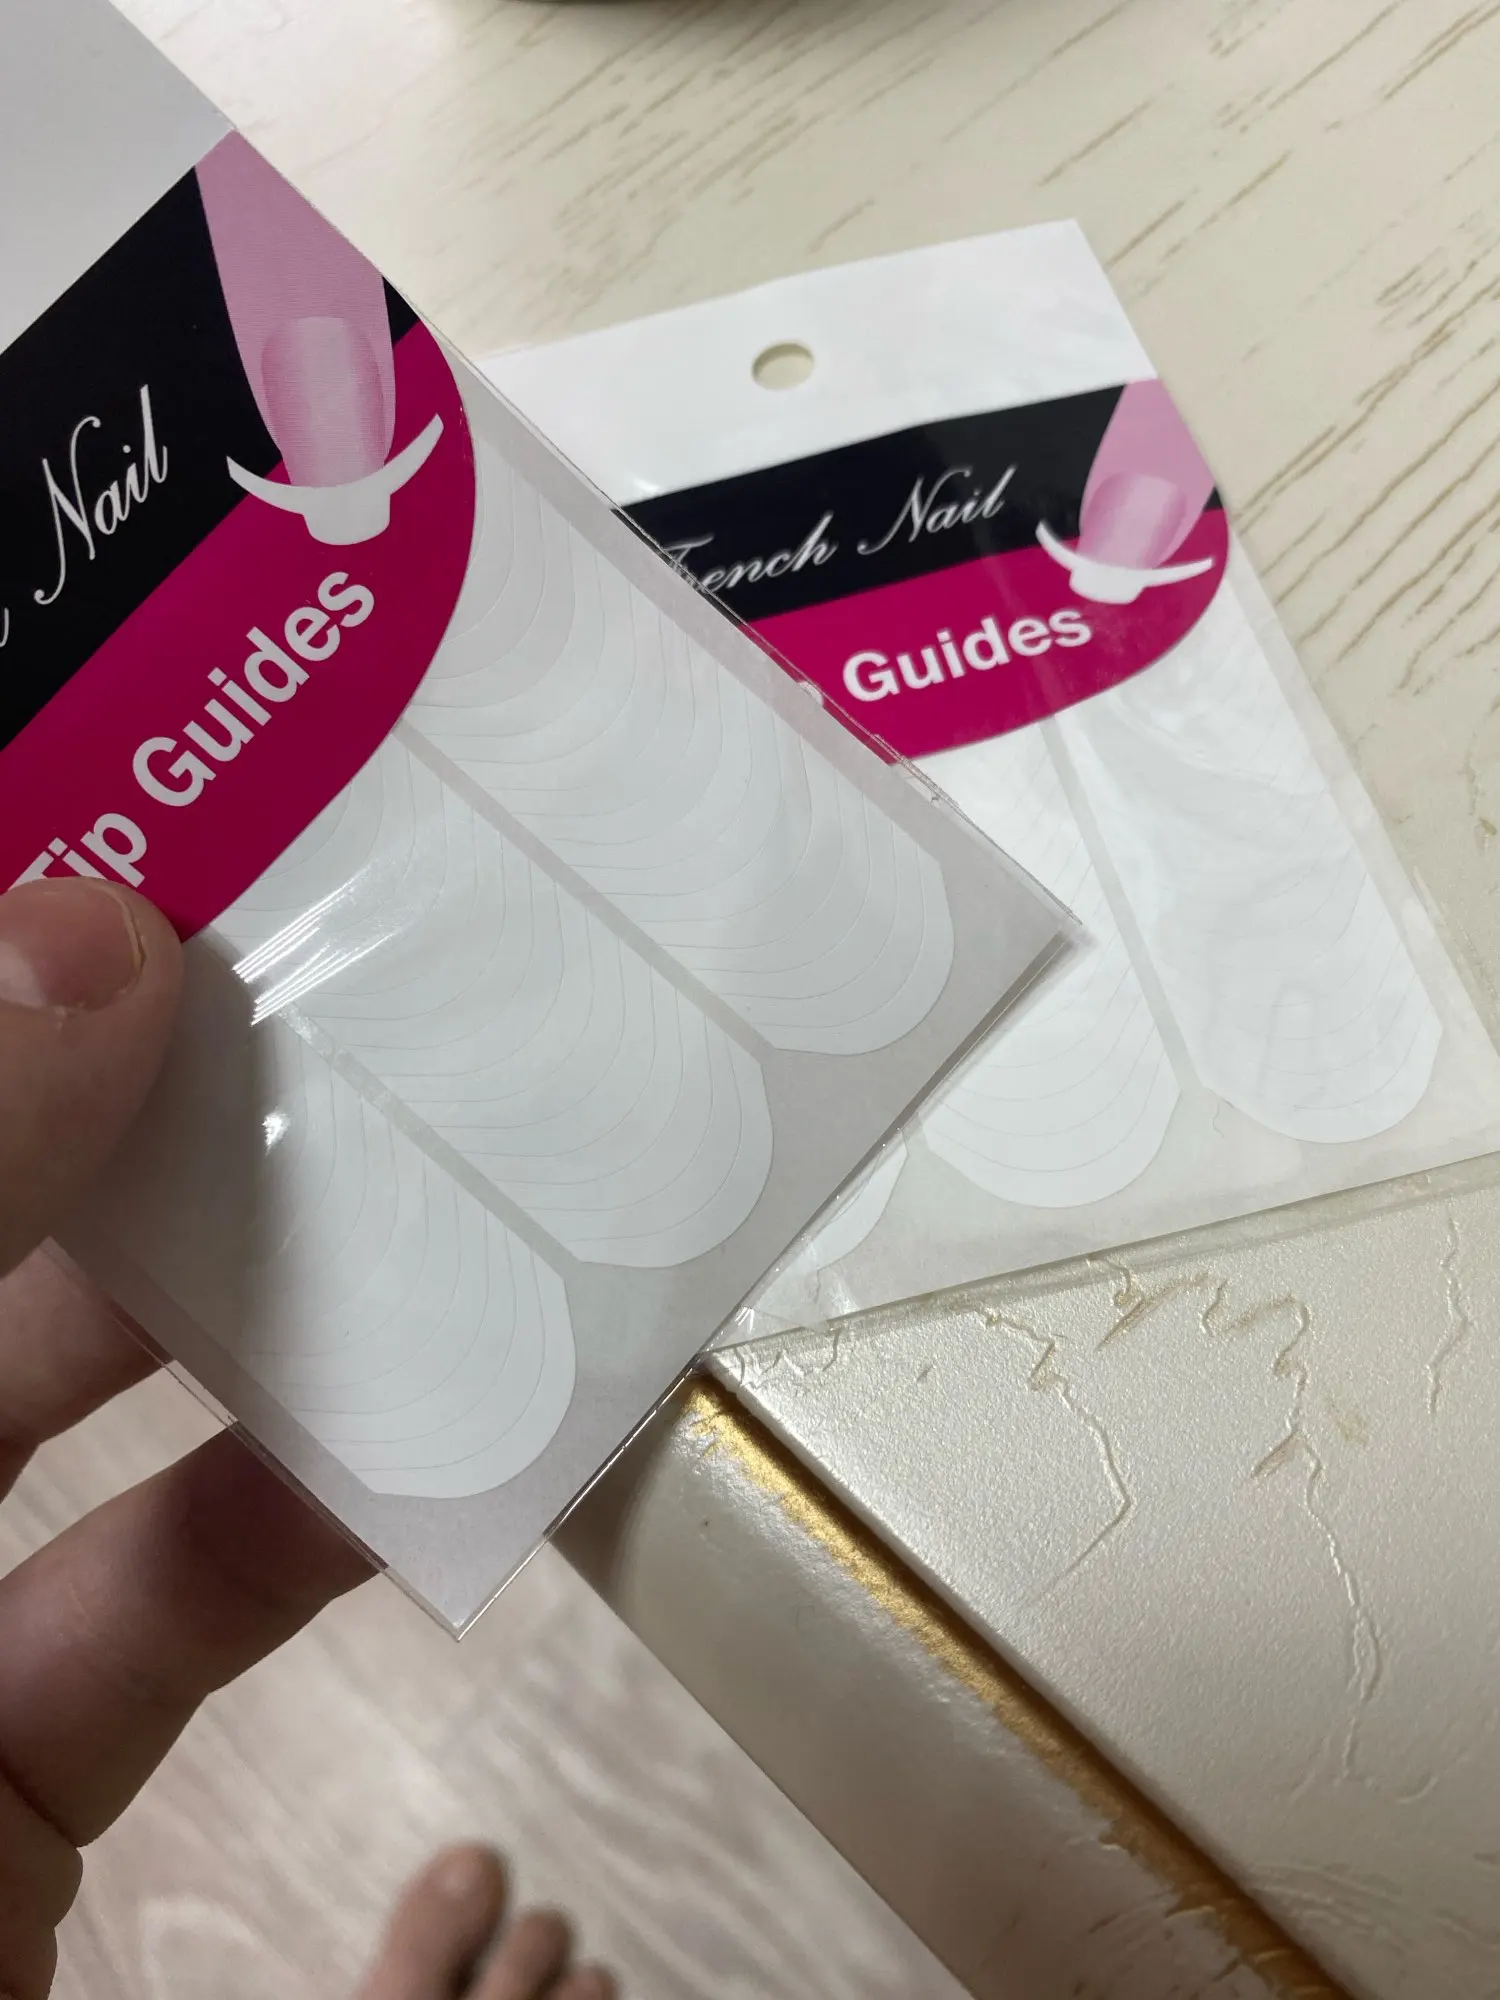 Nail
Tip Guides
French Nail
Guides